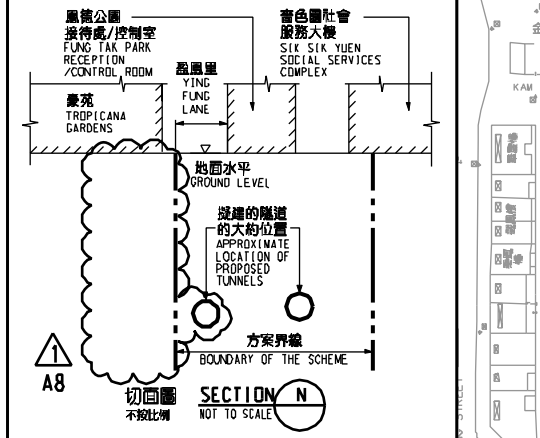 鳳德公園
接待處/控制室
FUNG TAK PARK
RECEPTION
/CONTROL ROOM
盈鳳里
YING
FUNG
LANE
嗇色園社會
服務大樓
SIK SIK YUEN
SOCIAL SERVICES
COMPLEX
豪苑
TROPICANA
GARDENS
地面水平
GROUND LEVEL
擬建的隧道
的大約位置
APPROXIMATE
LOCATION OF
PROPOSED
TUNNELS
方案界線
BOUNDARY OF THE SCHEME
1
A8
切面圖
不按比例
SECTION N
NOT TO SCALE
KAM
STREET